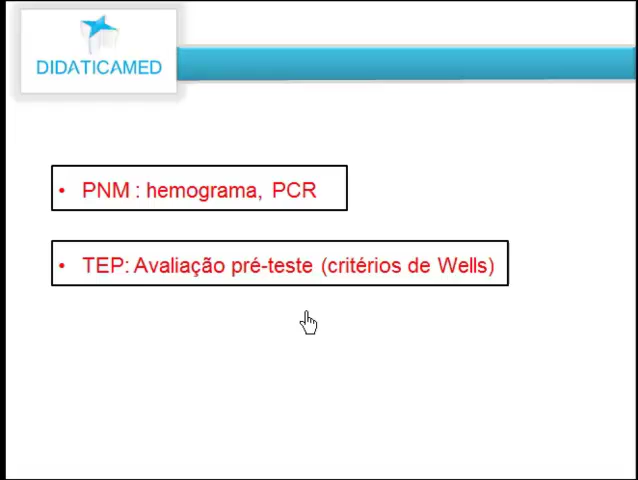 DIDATICAMED
• PNM : hemograma, PCR
• TEP: Avaliação pré-teste (critérios de Wells)